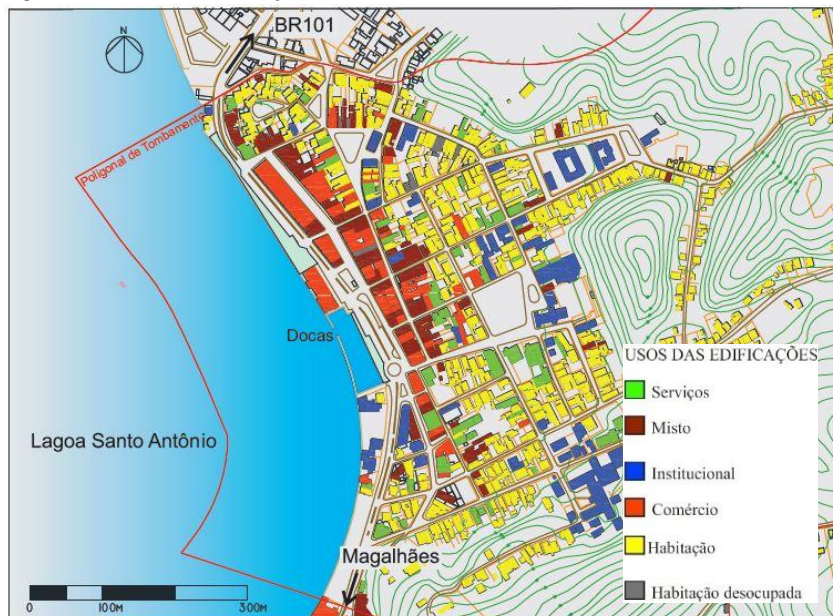 BR101
N
Poligonal de Tombamento
Docas
Lagoa Santo Antônio
Magalhães
USOS DAS EDIFICAÇÕES
Serviços
Misto
Institucional
Comércio
Habitação
Habitação desocupada
0 100M 300M